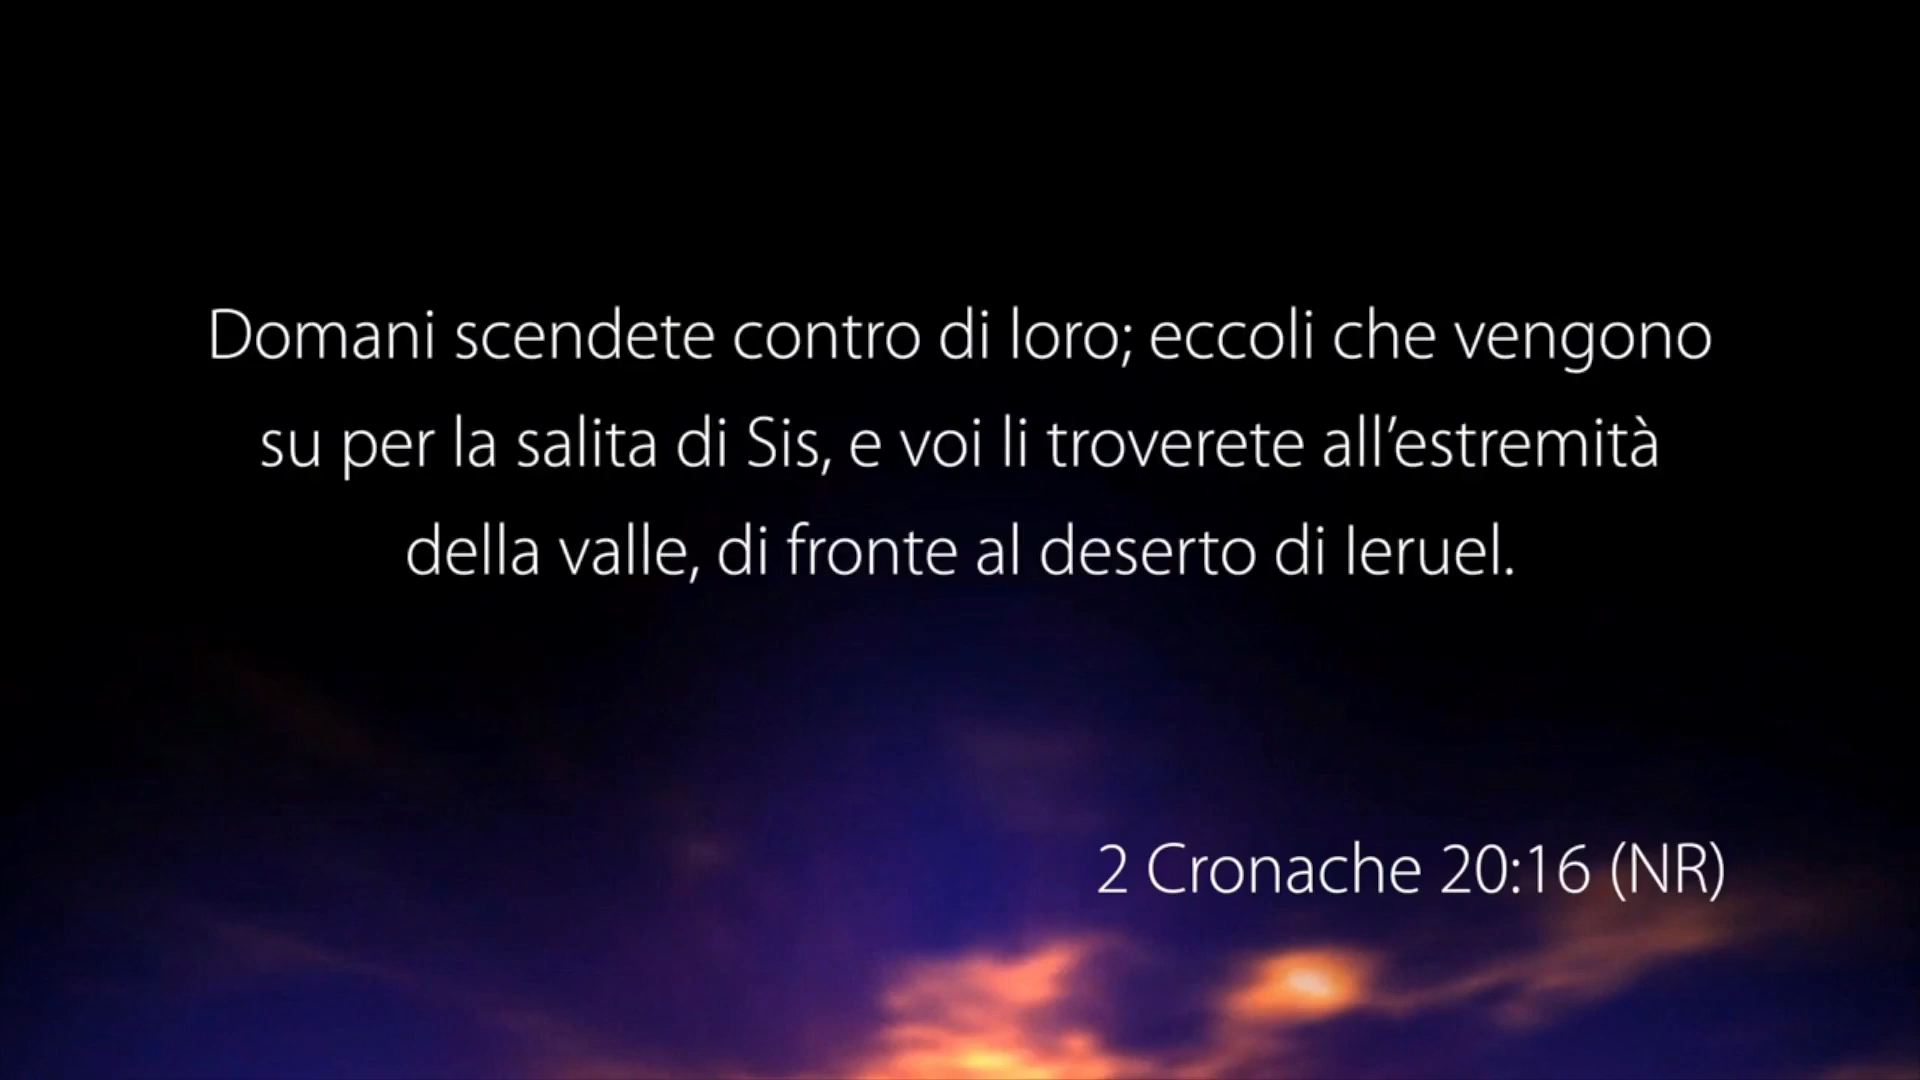 Domani scendete contro di loro; eccoli che vengono
su per la salita di Sis, e voi li troverete all’estremità
della valle, di fronte al deserto di Ieruel.
2 Cronache 20:16 (NR)